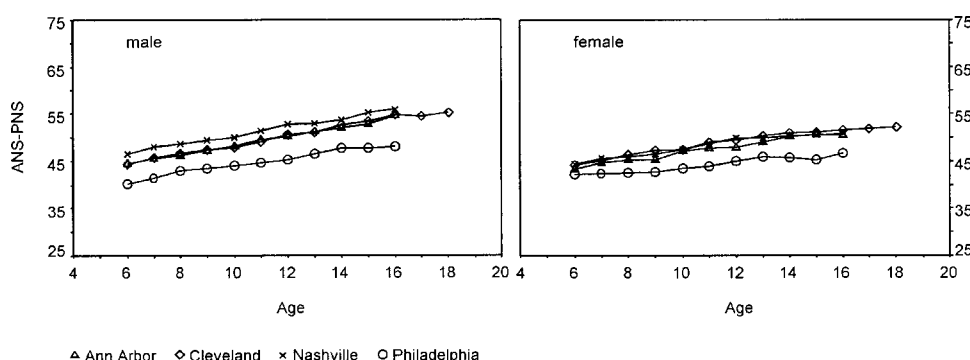 75 75
male female
65 65
ANS-PNS
55 55
45 45
35 35
25 25
4 6 8 10 12 14 16 18 20 4 6 8 10 12 14 16 18 20
Age Age
Ann Arbor Cleveland Nashville Philadelphia